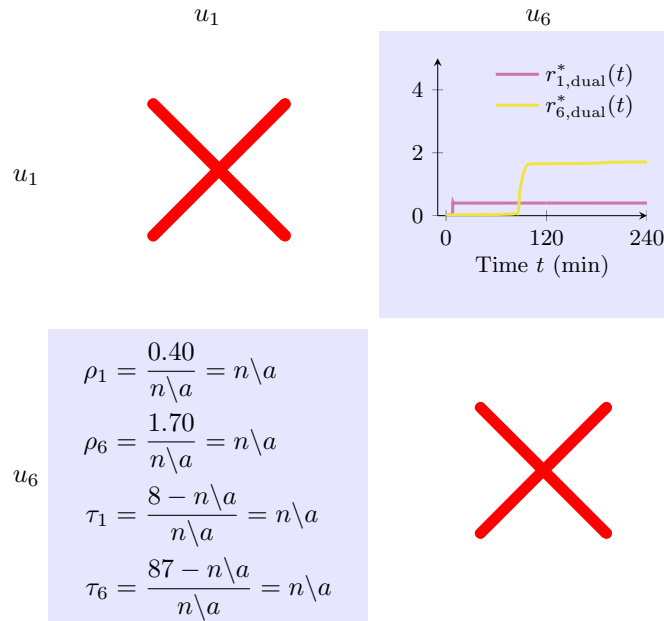 u₁ u₆
u₁
r*₁,dual(t)
r*₆,dual(t)
4
2
0
0 120 240
Time t (min)
u₆
ρ₁ = 0.40 / n\a = n\a
ρ₆ = 1.70 / n\a = n\a
τ₁ = 8 − n\a / n\a = n\a
τ₆ = 87 − n\a / n\a = n\a